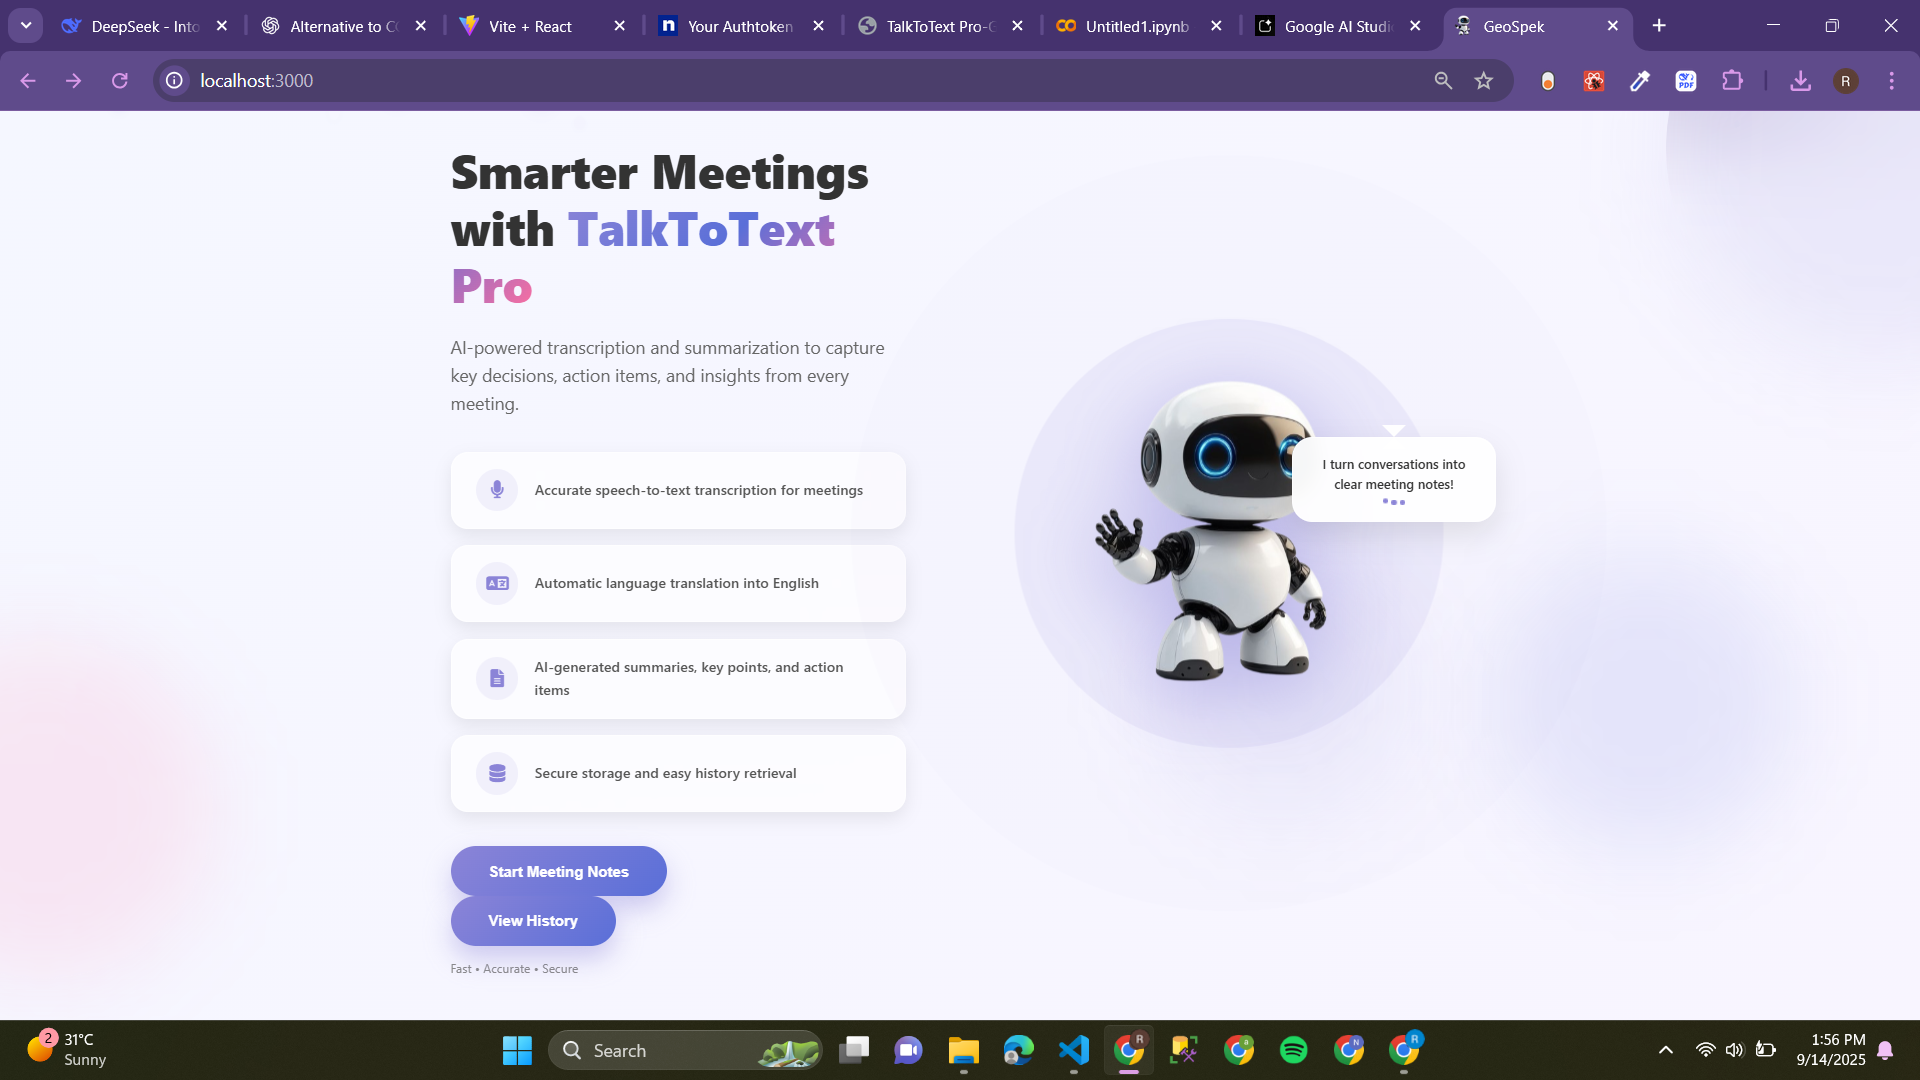 DeepSeek - Into
Alternative to CO
Vite + React
Your Authtoken
TalkToText Pro-G
Untitled1.ipynb
Google AI Studi
GeoSpek
localhost:3000
PDF
R
Smarter Meetings
with TalkToText
Pro
AI-powered transcription and summarization to capture
key decisions, action items, and insights from every
meeting.
Accurate speech-to-text transcription for meetings
Automatic language translation into English
AI-generated summaries, key points, and action
items
Secure storage and easy history retrieval
Start Meeting Notes
View History
Fast • Accurate • Secure
I turn conversations into
clear meeting notes!
2
31°C
Sunny
Search
R
a
N
R
1:56 PM
9/14/2025